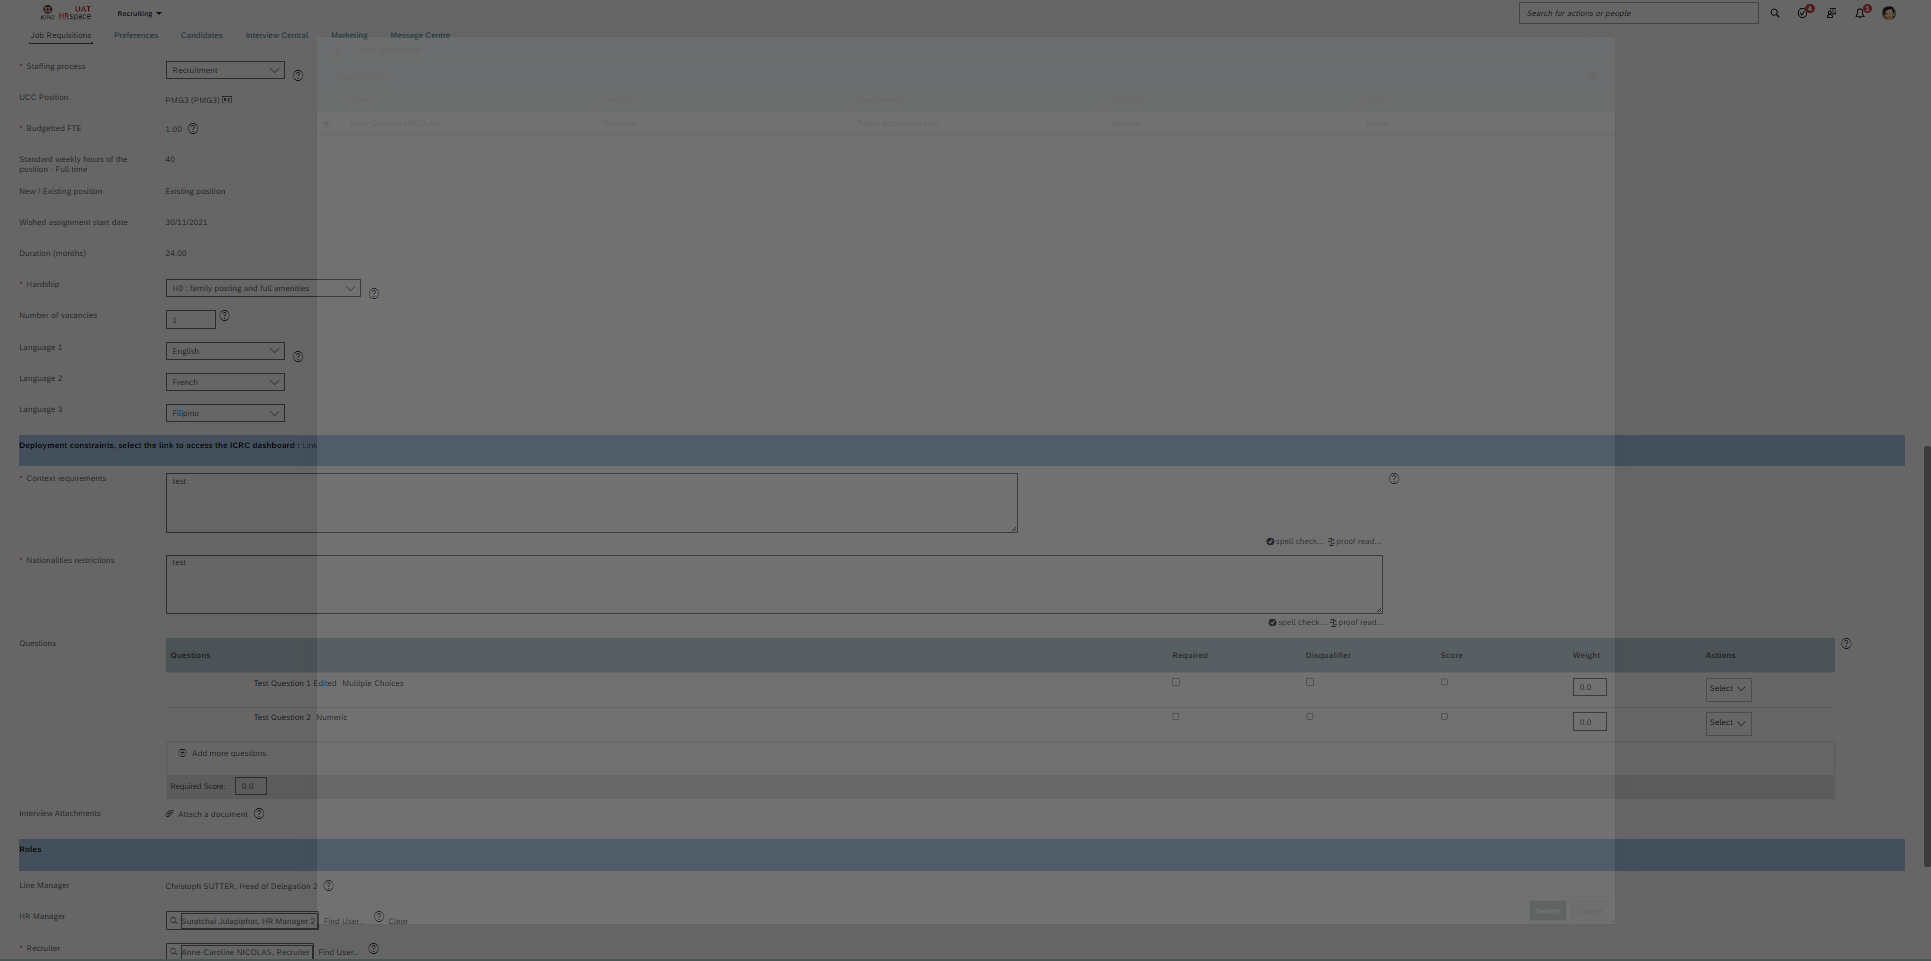 ICRC UAT HRspace Recruiting Search for actions or people 4 1
Job Requisitions Preferences Candidates Interview Central Marketing Message Centre
* Staffing process Recruitment
UCC Position PMG3 (PMG3)
* Budgetted FTE 1.00
Standard weekly hours of the
position - Full time
40
New / Existing position Existing position
Wished assignment start date 30/11/2021
Duration (months) 24.00
* Hardship H0 : family posting and full amenities
Number of vacancies 1
Language 1 English
Language 2 French
Language 3 Filipino
Deployment constraints, select the link to access the ICRC dashboard : Link
* Context requirements test
spell check... proof read...
* Nationalities restrictions test
spell check... proof read...
Questions
Questions Required Disqualifier Score Weight Actions
Test Question 1 Edited Multiple Choices 0.0 Select
Test Question 2 Numeric 0.0 Select
Add more questions
Required Score: 0.0
Interview Attachments Attach a document
Roles
Line Manager Christoph SUTTER, Head of Delegation 2
HR Manager Suratchai Julapiphat, HR Manager 2 Find User... Clear
* Recruiter Anne-Caroline NICOLAS, Recruiter Find User...
Anne-Caroline NICOLAS Recruiter
Select